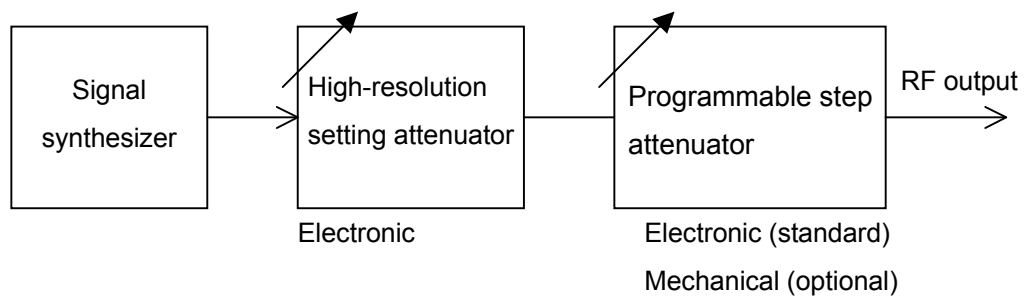 Signal
synthesizer
High-resolution
setting attenuator
Programmable step
attenuator
RF output
Electronic
Electronic (standard)
Mechanical (optional)